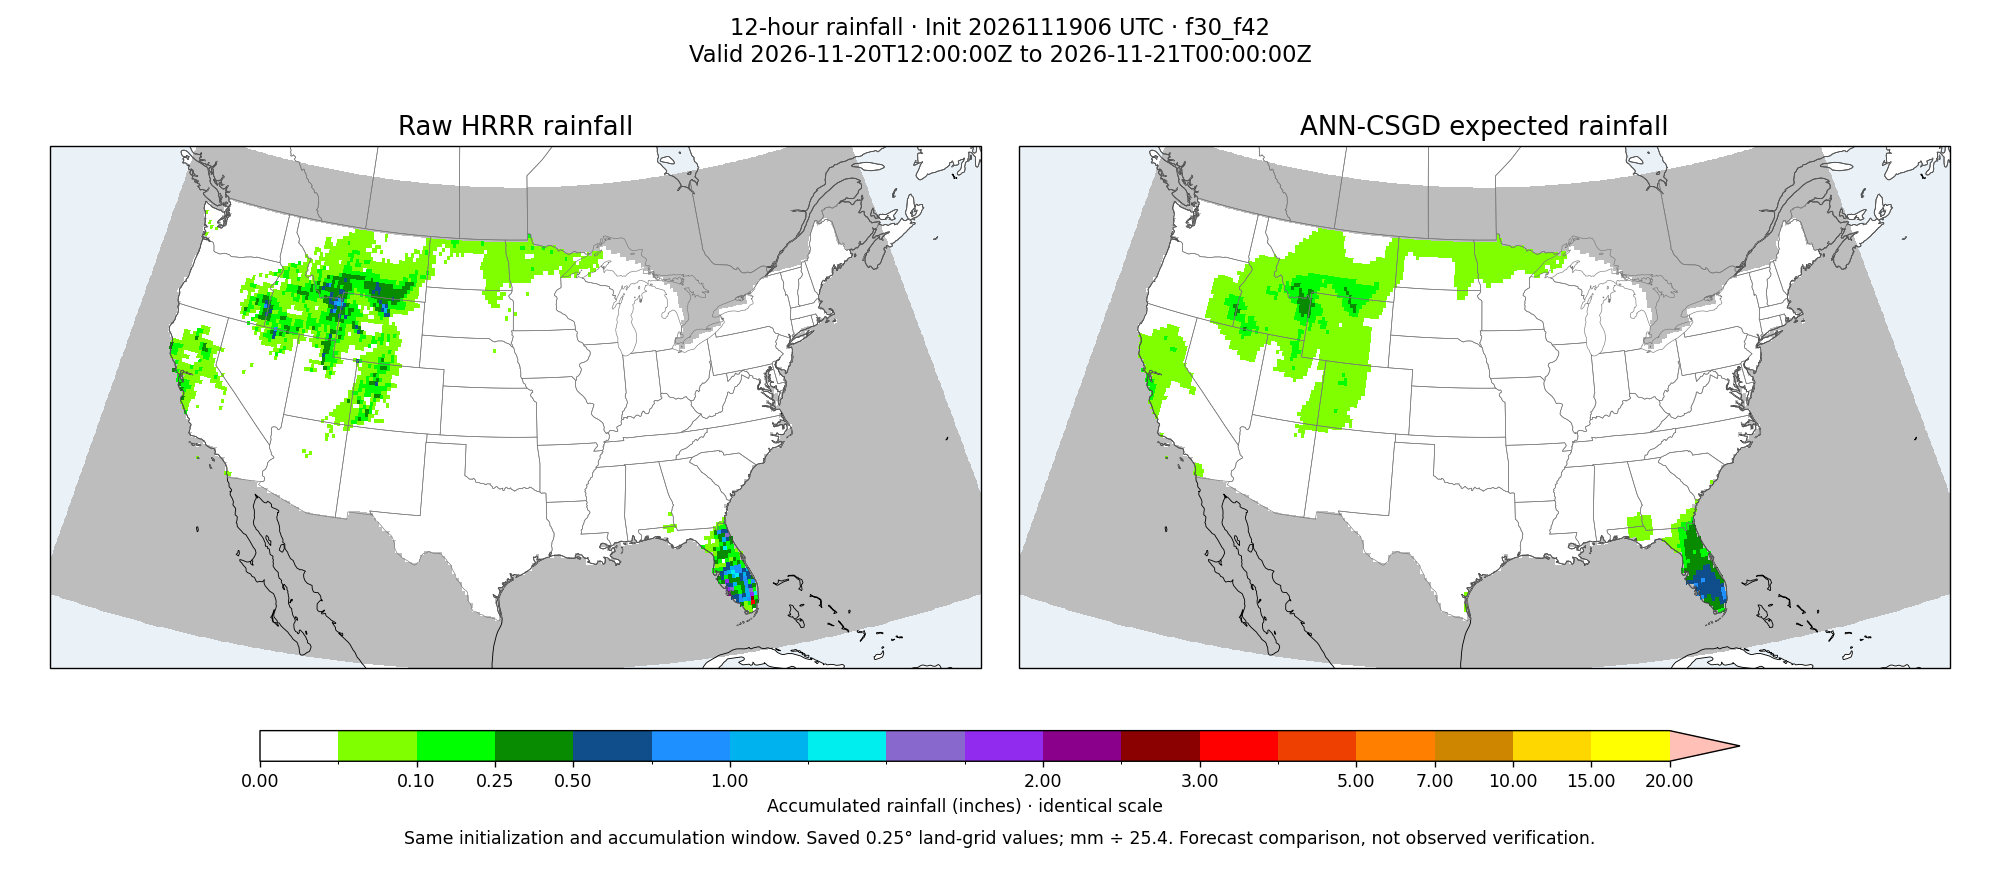 12-hour rainfall · Init 2026111906 UTC · f30_f42
Valid 2026-11-20T12:00:00Z to 2026-11-21T00:00:00Z
Raw HRRR rainfall
ANN-CSGD expected rainfall
0.00 0.10 0.25 0.50 1.00 2.00 3.00 5.00 7.00 10.00 15.00 20.00
Accumulated rainfall (inches) · identical scale
Same initialization and accumulation window. Saved 0.25° land-grid values; mm ÷ 25.4. Forecast comparison, not observed verification.